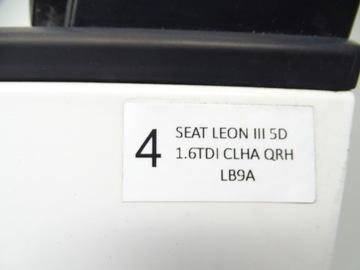 4
SEAT LEON III 5D
1.6TDI CLHA QRH
LB9A